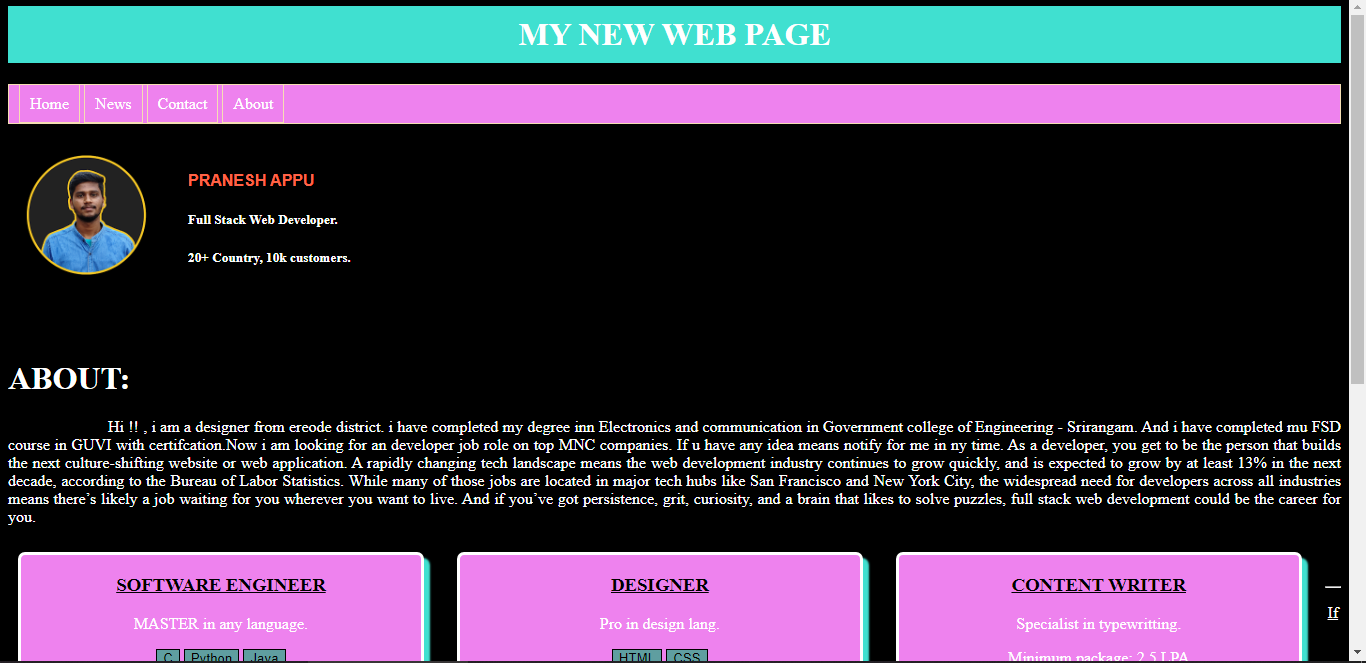 MY NEW WEB PAGE
Home News Contact About
PRANESH APPU
Full Stack Web Developer.
20+ Country, 10k customers.
ABOUT:
Hi !! , i am a designer from ereode district. i have completed my degree inn Electronics and communication in Government college of Engineering - Srirangam. And i have completed mu FSD
course in GUVI with certifcation.Now i am looking for an developer job role on top MNC companies. If u have any idea means notify for me in ny time. As a developer, you get to be the person that builds
the next culture-shifting website or web application. A rapidly changing tech landscape means the web development industry continues to grow quickly, and is expected to grow by at least 13% in the next
decade, according to the Bureau of Labor Statistics. While many of those jobs are located in major tech hubs like San Francisco and New York City, the widespread need for developers across all industries
means there’s likely a job waiting for you wherever you want to live. And if you’ve got persistence, grit, curiosity, and a brain that likes to solve puzzles, full stack web development could be the career for
you.
SOFTWARE ENGINEER
MASTER in any language.
C Python Java
DESIGNER
Pro in design lang.
HTML CSS
CONTENT WRITER
Specialist in typewritting.
Minimum package: 2.5 LPA
If